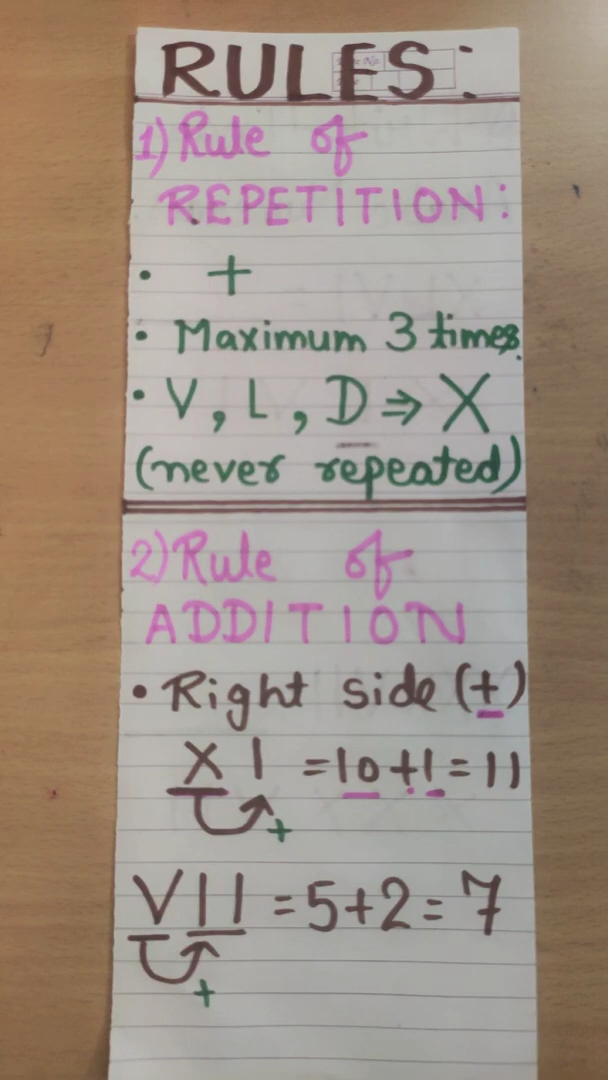 RULES:
1) Rule of
REPETITION:
• +
• Maximum 3 times.
• V, L, D ⇒ X
(never repeated)
2) Rule of
ADDITION
• Right side (+)
X I = 10 + 1 = 11
+
VII = 5 + 2 = 7
+